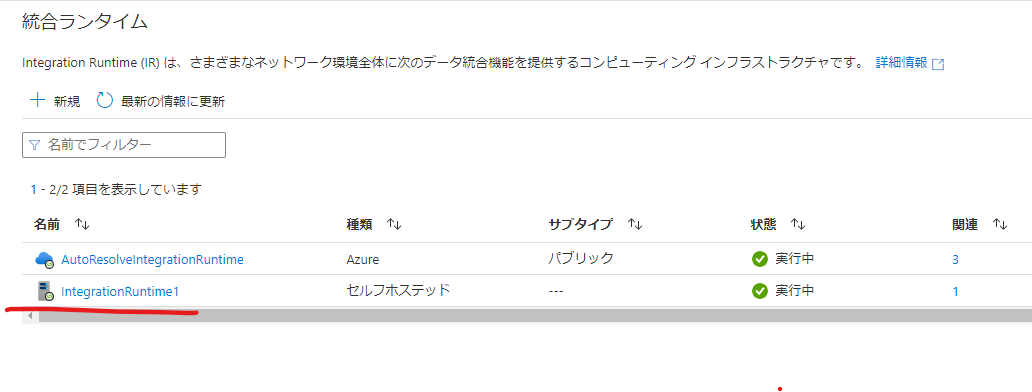 統合ランタイム
Integration Runtime (IR) は、さまざまなネットワーク環境全体に次のデータ統合機能を提供するコンピューティング インフラストラクチャです。 詳細情報
新規 最新の情報に更新
名前でフィルター
1 - 2/2 項目を表示しています
名前 種類 サブタイプ 状態 関連
AutoResolveIntegrationRuntime Azure パブリック 実行中 3
IntegrationRuntime1 セルフホステッド --- 実行中 1